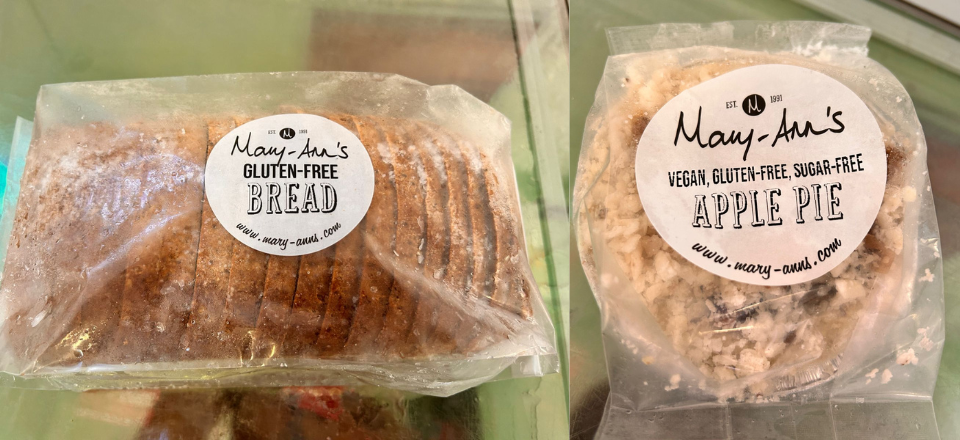 EST. M 1991
Mary-Ann's
GLUTEN-FREE
BREAD
www.mary-anns.com
EST. M 1991
Mary-Ann's
VEGAN, GLUTEN-FREE, SUGAR-FREE
APPLE PIE
www.mary-anns.com